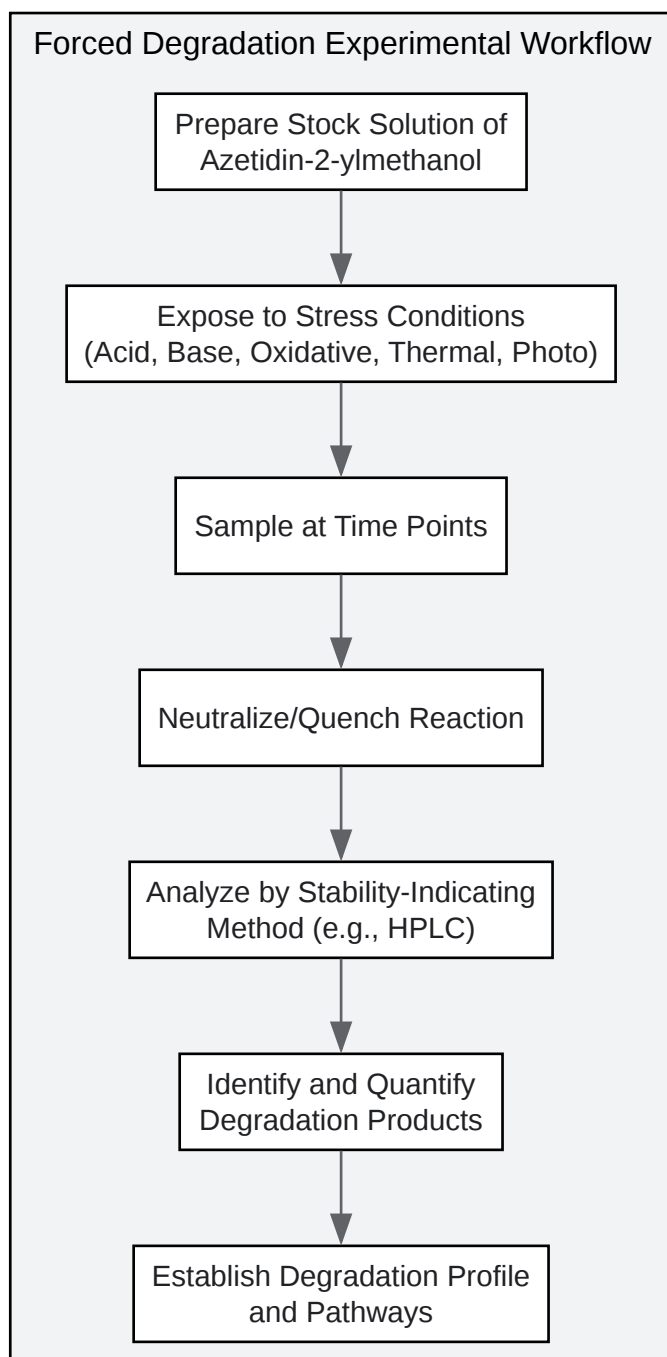 Forced Degradation Experimental Workflow
Prepare Stock Solution of
Azetidin-2-ylmethanol
Expose to Stress Conditions
(Acid, Base, Oxidative, Thermal, Photo)
Sample at Time Points
Neutralize/Quench Reaction
Analyze by Stability-Indicating
Method (e.g., HPLC)
Identify and Quantify
Degradation Products
Establish Degradation Profile
and Pathways